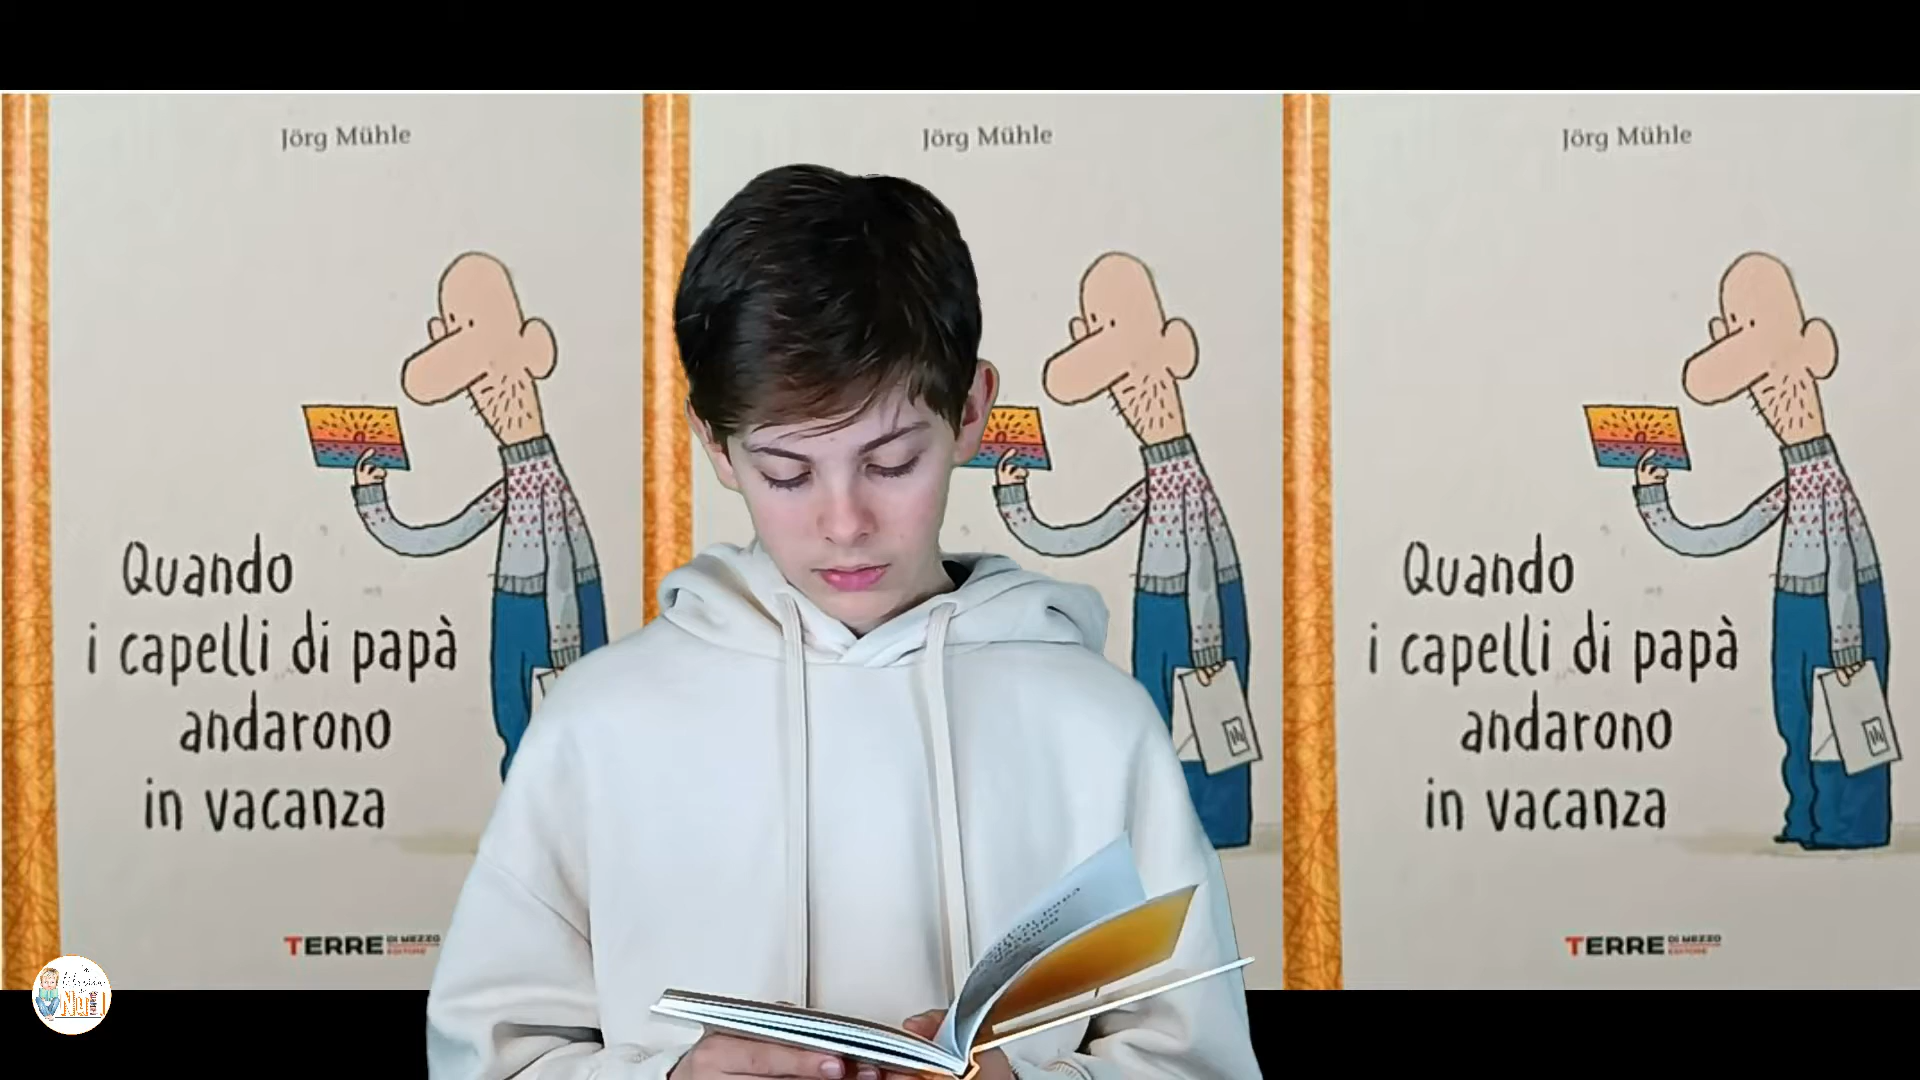 Jörg Mühle
Quando
i capelli di papà
andarono
in vacanza
TERRE DI MEZZO
EDITORE
Jörg Mühle
Jörg Mühle
Quando
i capelli di papà
andarono
in vacanza
TERRE DI MEZZO
EDITORE